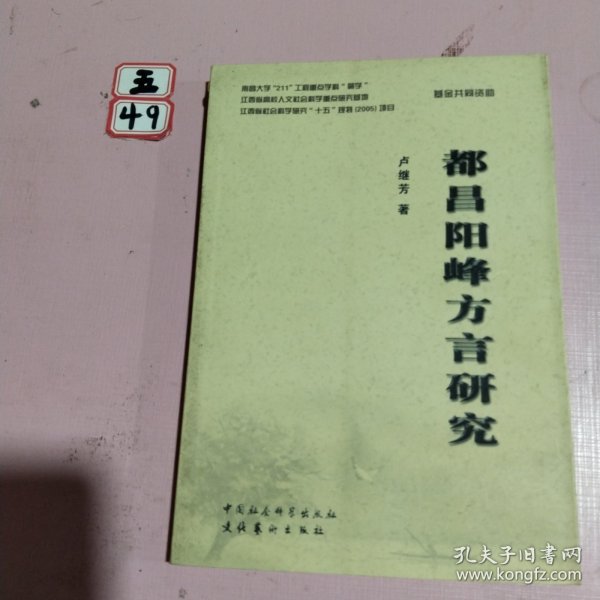 五
49
南昌大学“211”工程重点学科“赣学”
江西省高校人文社会科学重点研究基地
江西省社会科学研究“十五”规划(2005)项目
基金共同资助
都昌阳峰方言研究
卢继芳 著
中国社会科学出版社
文化艺术出版社
孔夫子旧书网
www.kongfz.com